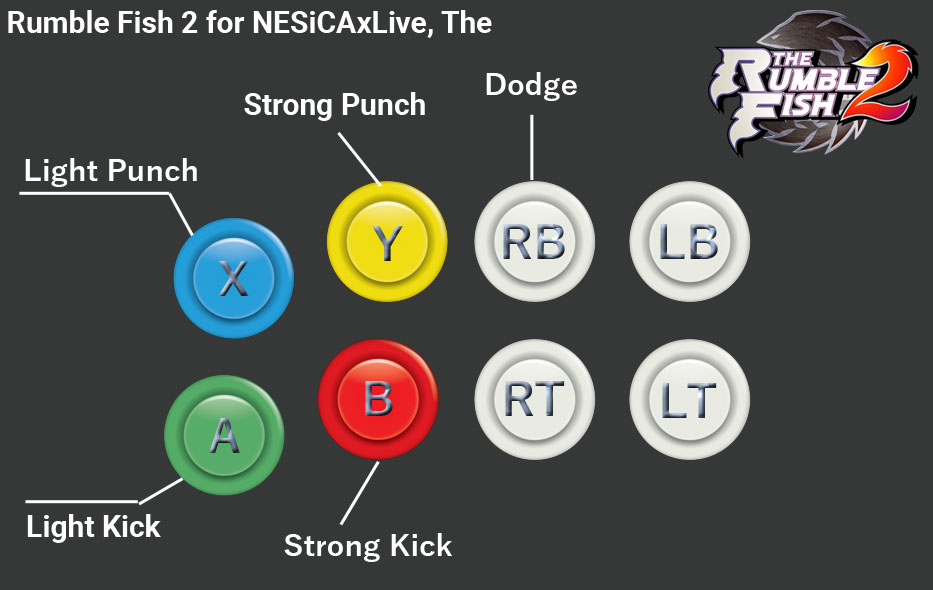 Rumble Fish 2 for NESiCAxLive, The
THE
RUMBLE
FISH 2
Dodge
Strong Punch
Light Punch
X
Y
RB
LB
A
B
RT
LT
Light Kick
Strong Kick